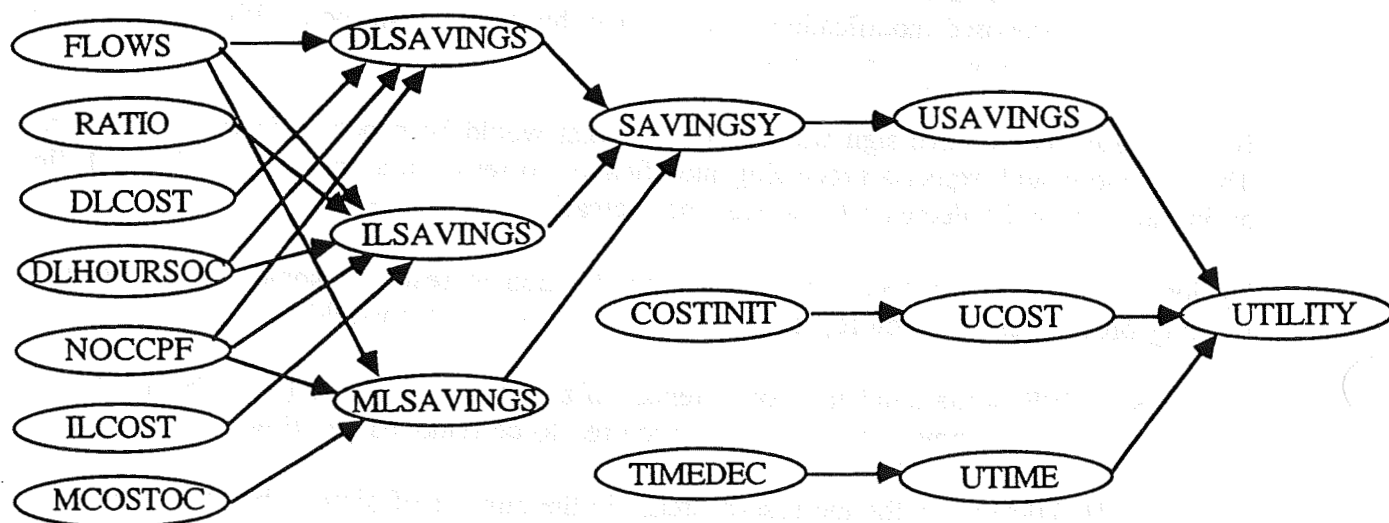 FLOWS
RATIO
DLCOST
DLHOURSOC
NOCCPF
ILCOST
MCOSTOC
DLSAVINGS
ILSAVINGS
MLSAVINGS
SAVINGSY
COSTINIT
TIMEDEC
USAVINGS
UCOST
UTIME
UTILITY